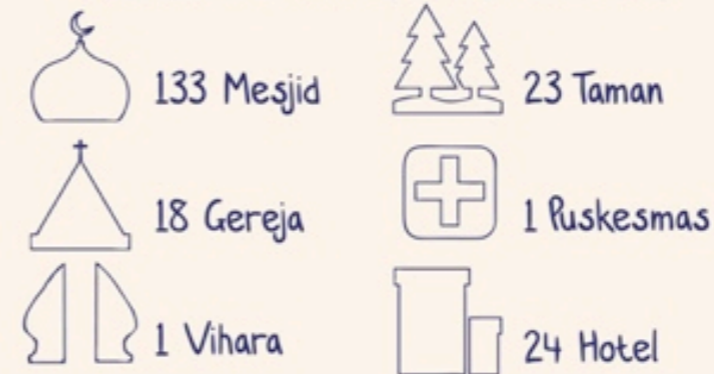 133 Mesjid
23 Taman
18 Gereja
1 Puskesmas
1 Vihara
24 Hotel